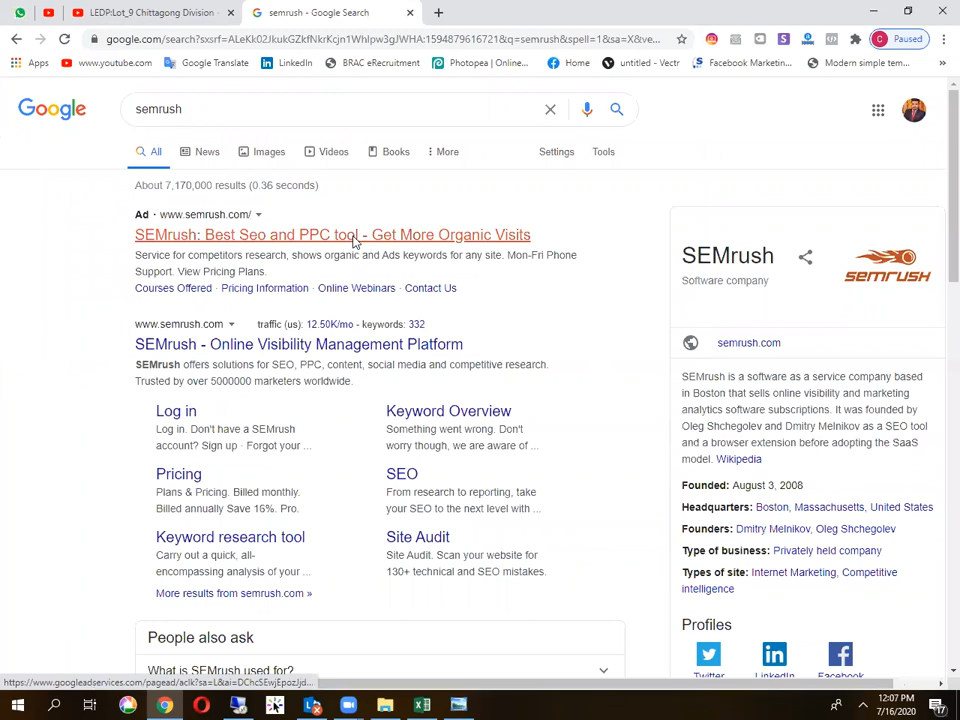 LEDP:Lot_9 Chittagong Division
semrush - Google Search
google.com/search?sxsrf=ALeKk02JkukGZkfNkrKcjn1Whlpw3gJWHA:1594879616721&q=semrush&spell=1&sa=X&ve...
Paused
Apps
www.youtube.com
Google Translate
LinkedIn
BRAC eRecruitment
Photopea | Online...
Home
untitled - Vectr
Facebook Marketin...
Modern simple tem...
Google
semrush
All
News
Images
Videos
Books
More
Settings
Tools
About 7,170,000 results (0.36 seconds)
Ad · www.semrush.com/
SEMrush: Best Seo and PPC tool - Get More Organic Visits
Service for competitors research, shows organic and Ads keywords for any site. Mon-Fri Phone
Support. View Pricing Plans.
Courses Offered · Pricing Information · Online Webinars · Contact Us
www.semrush.com traffic (us): 12.50K/mo - keywords: 332
SEMrush - Online Visibility Management Platform
SEMrush offers solutions for SEO, PPC, content, social media and competitive research.
Trusted by over 5000000 marketers worldwide.
Log in
Log in. Don't have a SEMrush
account? Sign up · Forgot your ...
Keyword Overview
Something went wrong. Don't
worry though, we are aware of ...
Pricing
Plans & Pricing. Billed monthly.
Billed annually Save 16%. Pro.
SEO
From research to reporting, take
your SEO to the next level with ...
Keyword research tool
Carry out a quick, all-
encompassing analysis of your ...
Site Audit
Site Audit. Scan your website for
130+ technical and SEO mistakes.
More results from semrush.com »
People also ask
What is SEMrush used for?
SEMrush
Software company
semrush
semrush.com
SEMrush is a software as a service company based
in Boston that sells online visibility and marketing
analytics software subscriptions. It was founded by
Oleg Shchegolev and Dmitry Melnikov as a SEO tool
and a browser extension before adopting the SaaS
model. Wikipedia
Founded: August 3, 2008
Headquarters: Boston, Massachusetts, United States
Founders: Dmitry Melnikov, Oleg Shchegolev
Type of business: Privately held company
Types of site: Internet Marketing, Competitive
intelligence
Profiles
Twitter
LinkedIn
Facebook
https://www.googleadservices.com/pagead/aclk?sa=L&ai=DChcSEwjEpozJjd...
12:07 PM
7/16/2020
17